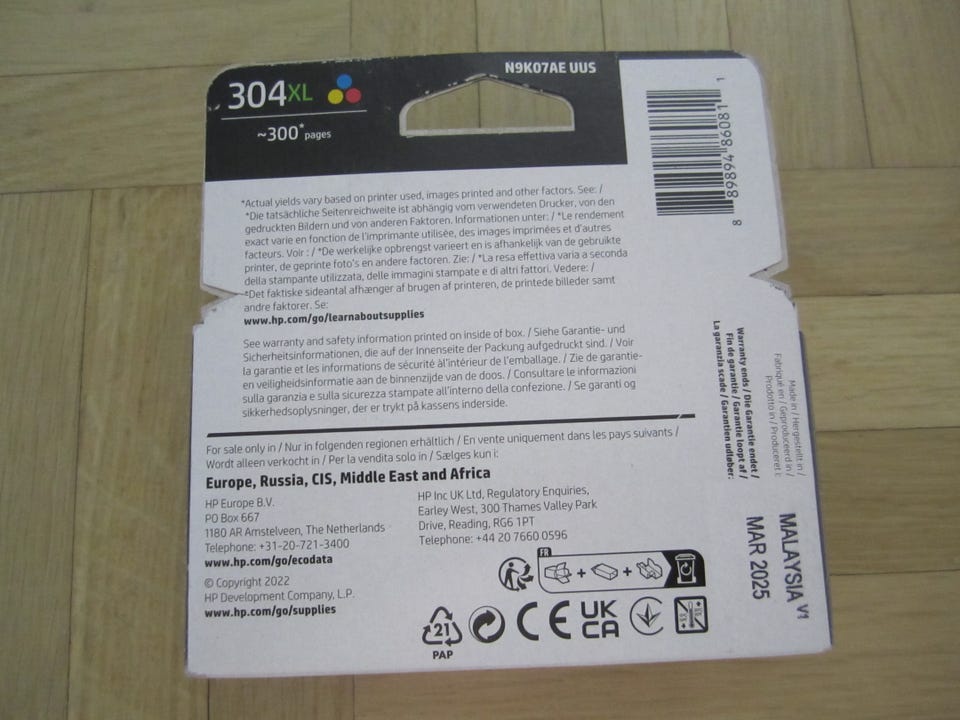 304XL
~300* pages
N9K07AE UUS
8 89894 86081 1
*Actual yields vary based on printer used, images printed and other factors. See: /
*Die tatsächliche Seitenreichweite ist abhängig vom verwendeten Drucker, von den
gedruckten Bildern und von anderen Faktoren. Informationen unter: / *Le rendement
exact varie en fonction de l'imprimante utilisée, des images imprimées et d'autres
facteurs. Voir : / *De werkelijke opbrengst varieert en is afhankelijk van de gebruikte
printer, de geprinte foto's en andere factoren. Zie: / *La resa effettiva varia a seconda
della stampante utilizzata, delle immagini stampate e di altri fattori. Vedere: /
*Det faktiske sideantal afhænger af brugen af printeren, de printede billeder samt
andre faktorer. Se:
www.hp.com/go/learnaboutsupplies
See warranty and safety information printed on inside of box. / Siehe Garantie- und
Sicherheitsinformationen, die auf der Innenseite der Packung aufgedruckt sind. / Voir
la garantie et les informations de sécurité àl'intérieur de l'emballage. / Zie de garantie-
en veiligheidsinformatie aan de binnenzijde van de doos. / Consultare le informazioni
sulla garanzia e sulla sicurezza stampate all'interno della confezione. / Se garanti og
sikkerhedsoplysninger, der er trykt på kassens inderside.
For sale only in / Nur in folgenden regionen erhältlich / En vente uniquement dans les pays suivants /
Wordt alleen verkocht in / Per la vendita solo in / Sælges kun i:
Europe, Russia, CIS, Middle East and Africa
HP Europe B.V.
PO Box 667
1180 AR Amstelveen, The Netherlands
Telephone: +31-20-721-3400
www.hp.com/go/ecodata
© Copyright 2022
HP Development Company, L.P.
www.hp.com/go/supplies
HP Inc UK Ltd, Regulatory Enquiries,
Earley West, 300 Thames Valley Park
Drive, Reading, RG6 1PT
Telephone: +44 20 7660 0596
FR
21
PAP
CE
UK
CA
Made in / Hergestellt in /
Fabriqué en / Geproduceerd in /
Prodotto in / Produceret i:
MALAYSIA V1
Warranty ends / Die Garantie endet /
Fin de garantie / Garantie loopt af /
La garanzia scade / Garantien udløber:
MAR 2025